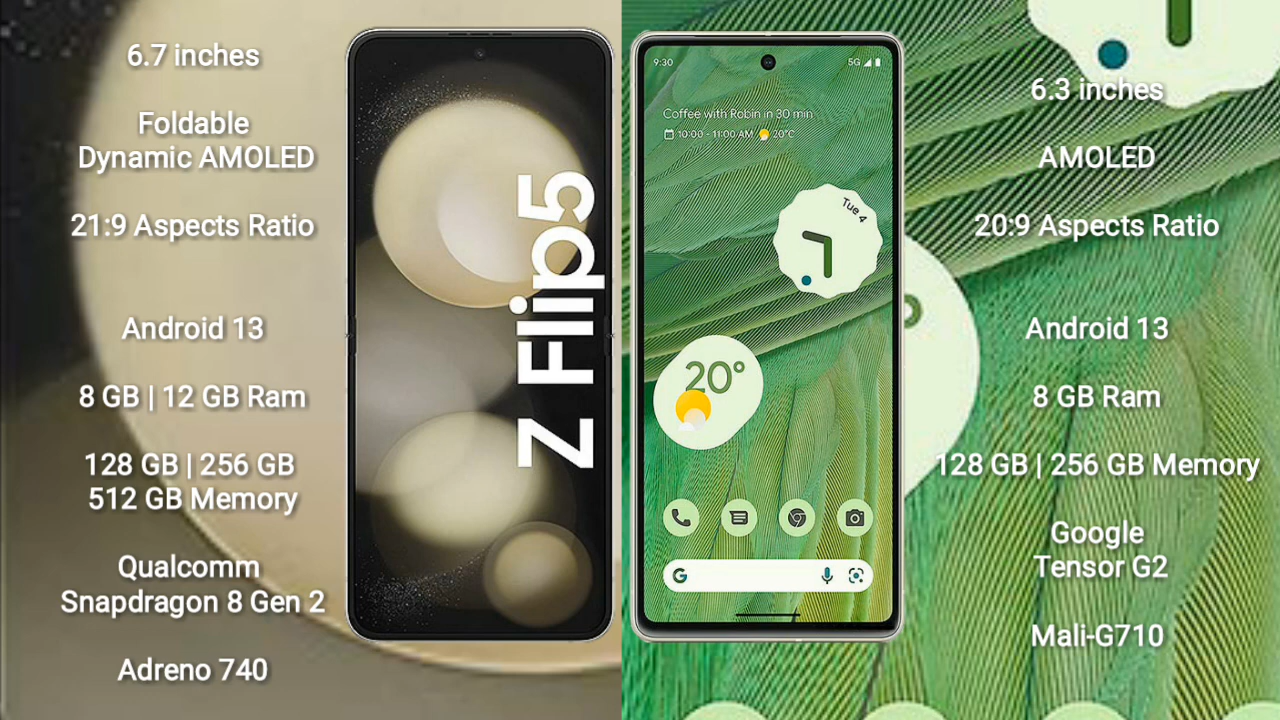 6.7 inches
Foldable
Dynamic AMOLED
21:9 Aspects Ratio
Android 13
8 GB | 12 GB Ram
128 GB | 256 GB
512 GB Memory
Qualcomm
Snapdragon 8 Gen 2
Adreno 740
Z Flip5
9:30
5G
Coffee with Robin in 30 min
10:00 - 11:00 AM 20°C
Tue 4
20°
G
6.3 inches
AMOLED
20:9 Aspects Ratio
Android 13
8 GB Ram
128 GB | 256 GB Memory
Google
Tensor G2
Mali-G710